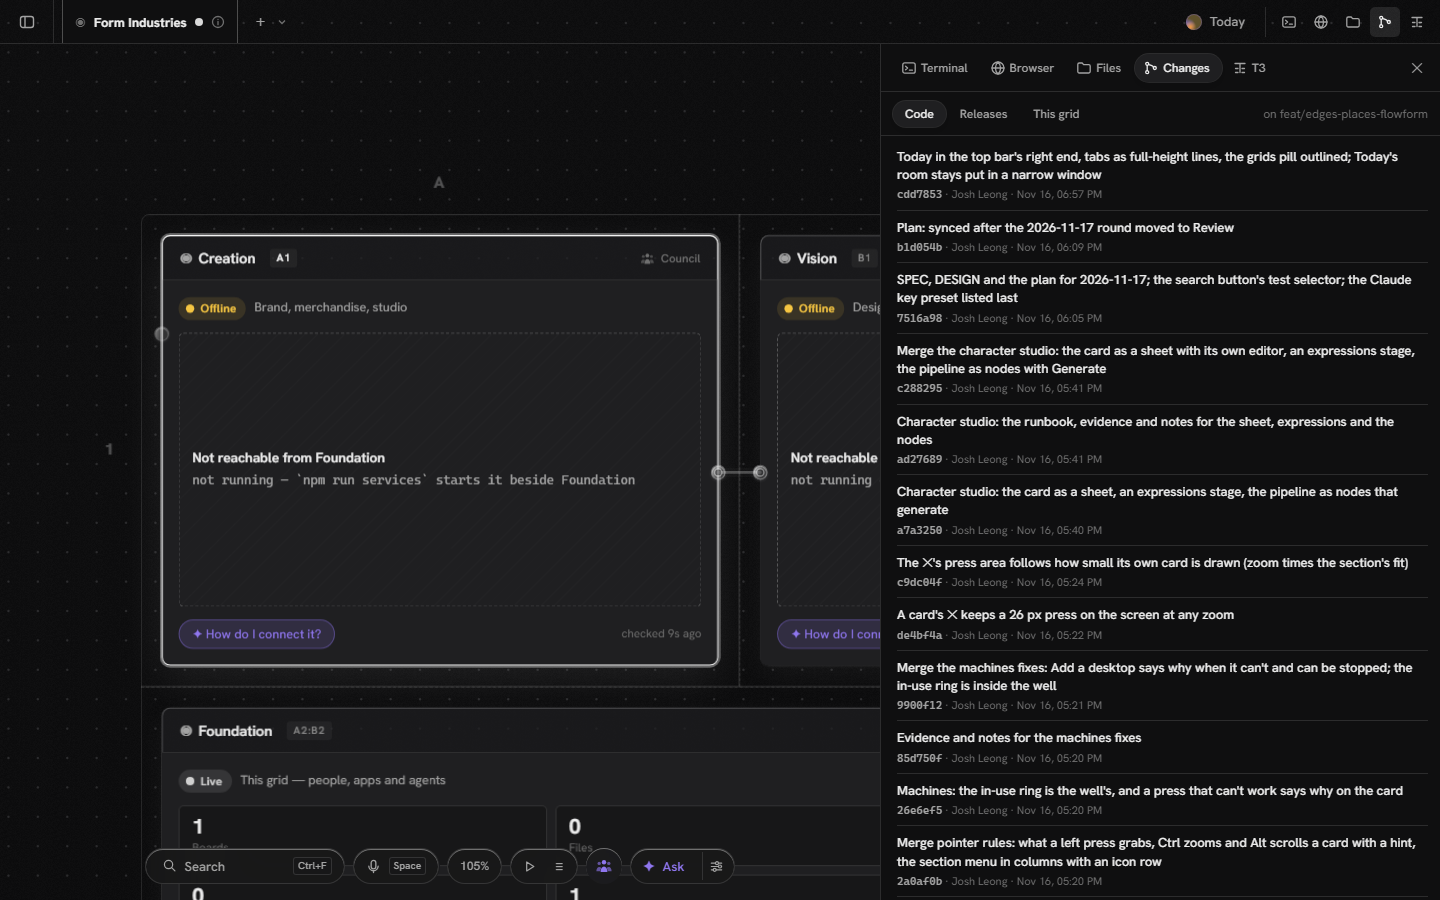 Form Industries
Today
Terminal
Browser
Files
Changes
T3
Code
Releases
This grid
on feat/edges-places-flowform
A
1
Creation A1
Council
Offline
Brand, merchandise, studio
Not reachable from Foundation
not running — `npm run services` starts it beside Foundation
✦ How do I connect it?
checked 9s ago
Vision B1
Offline
Not reachable
not running
Foundation A2:B2
Live
This grid — people, apps and agents
1
Boards
0
Files
0
1
Search Ctrl+F
Space
105%
Ask
Today in the top bar's right end, tabs as full-height lines, the grids pill outlined; Today's
room stays put in a narrow window
cdd7853 · Josh Leong · Nov 16, 06:57 PM
Plan: synced after the 2026-11-17 round moved to Review
b1d054b · Josh Leong · Nov 16, 06:09 PM
SPEC, DESIGN and the plan for 2026-11-17; the search button's test selector; the Claude
key preset listed last
7516a98 · Josh Leong · Nov 16, 06:05 PM
Merge the character studio: the card as a sheet with its own editor, an expressions stage,
the pipeline as nodes with Generate
c288295 · Josh Leong · Nov 16, 05:41 PM
Character studio: the runbook, evidence and notes for the sheet, expressions and the
nodes
ad27689 · Josh Leong · Nov 16, 05:41 PM
Character studio: the card as a sheet, an expressions stage, the pipeline as nodes that
generate
a7a3250 · Josh Leong · Nov 16, 05:40 PM
The ✕'s press area follows how small its own card is drawn (zoom times the section's fit)
c9dc04f · Josh Leong · Nov 16, 05:24 PM
A card's ✕ keeps a 26 px press on the screen at any zoom
de4bf4a · Josh Leong · Nov 16, 05:22 PM
Merge the machines fixes: Add a desktop says why when it can't and can be stopped; the
in-use ring is inside the well
9900f12 · Josh Leong · Nov 16, 05:21 PM
Evidence and notes for the machines fixes
85d750f · Josh Leong · Nov 16, 05:20 PM
Machines: the in-use ring is the well's, and a press that can't work says why on the card
26e6ef5 · Josh Leong · Nov 16, 05:20 PM
Merge pointer rules: what a left press grabs, Ctrl zooms and Alt scrolls a card with a hint,
the section menu in columns with an icon row
2a0af0b · Josh Leong · Nov 16, 05:20 PM